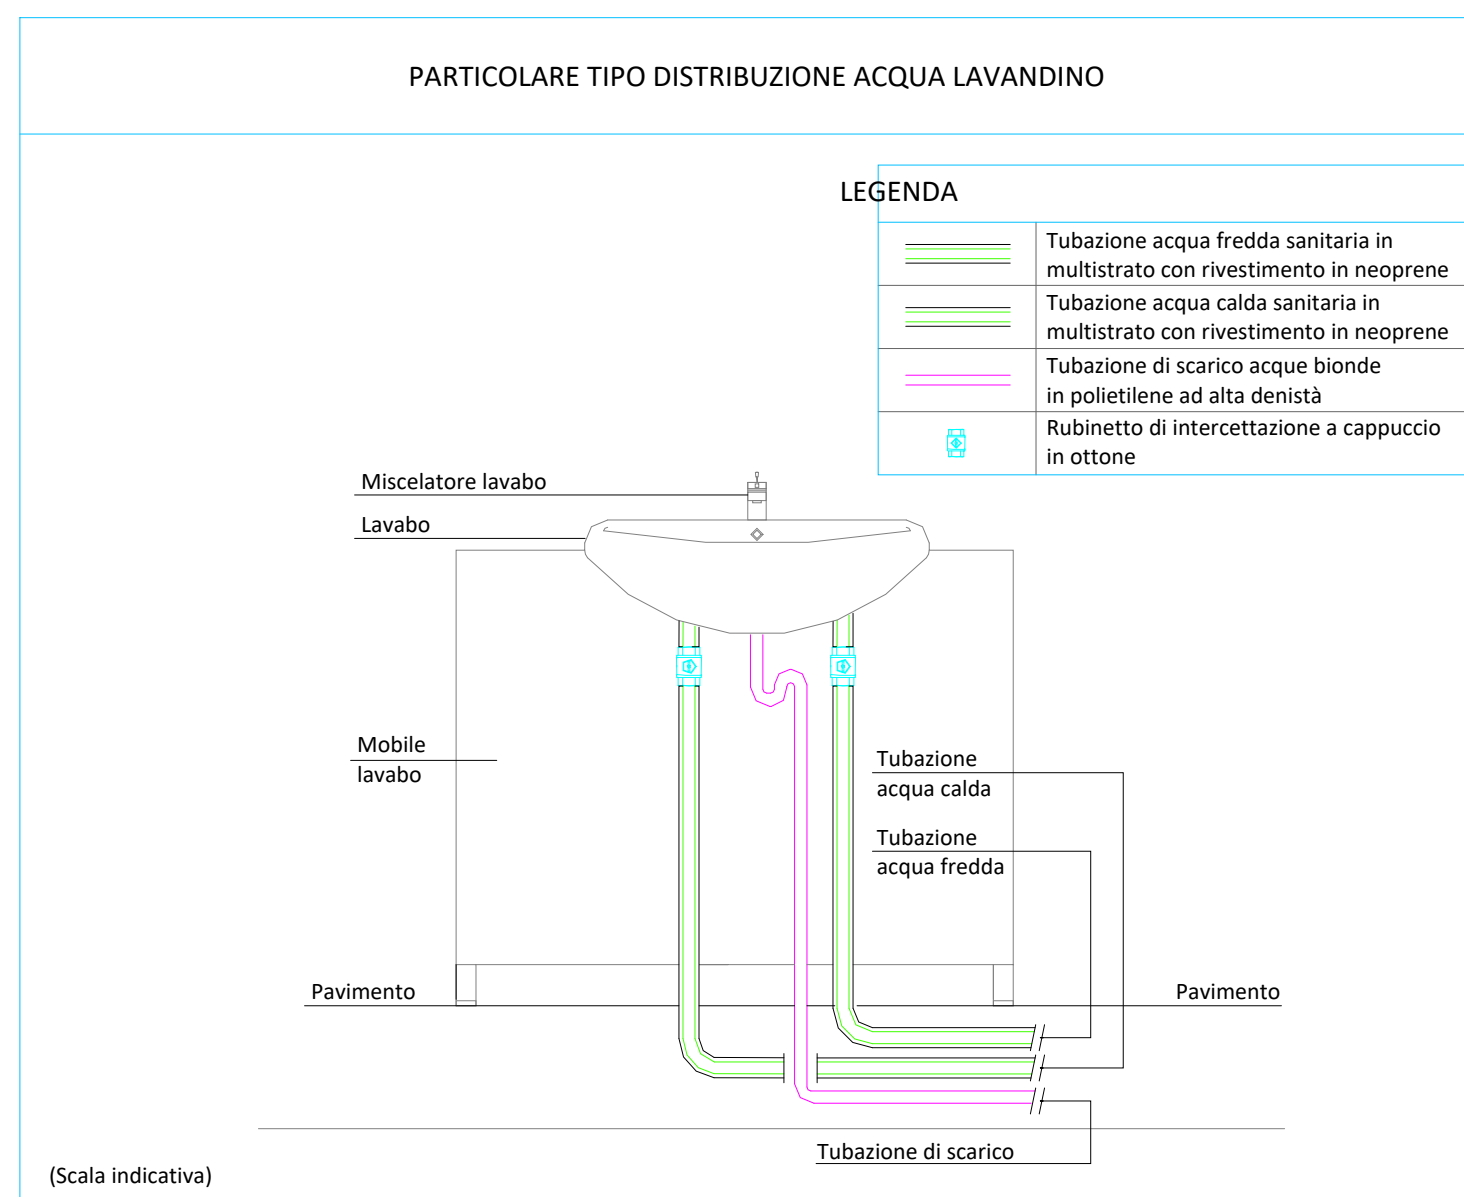 PARTICOLARE TIPO DISTRIBUZIONE ACQUA LAVANDINO
LEGENDA
Tubazione acqua fredda sanitaria in
multistrato con rivestimento in neoprene
Tubazione acqua calda sanitaria in
multistrato con rivestimento in neoprene
Tubazione di scarico acque bionde
in polietilene ad alta denistà
Rubinetto di intercettazione a cappuccio
in ottone
Miscelatore lavabo
Lavabo
Mobile
lavabo
Tubazione
acqua calda
Tubazione
acqua fredda
Pavimento
Pavimento
Tubazione di scarico
(Scala indicativa)